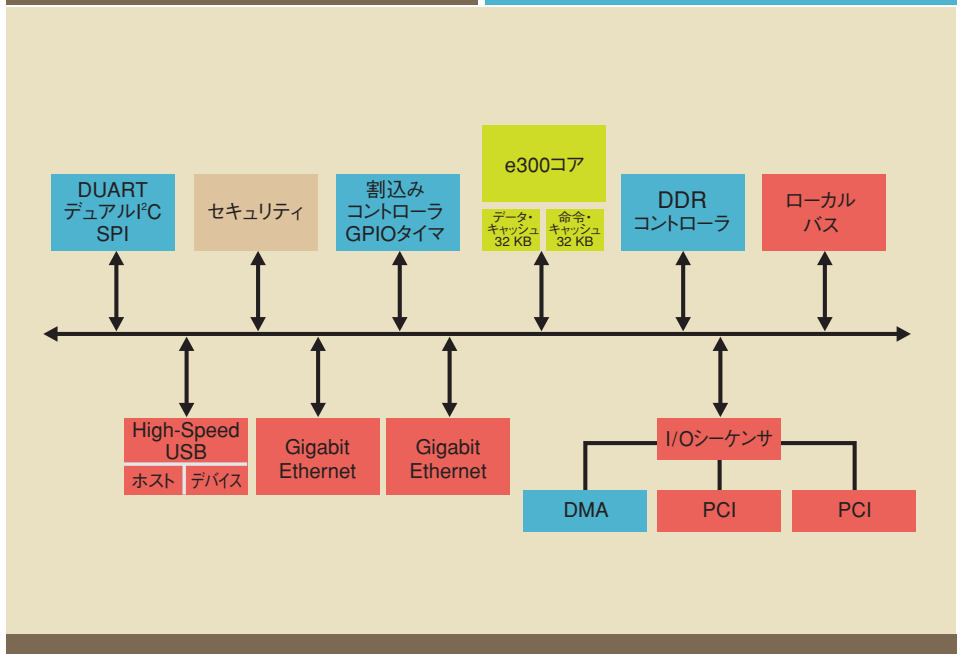 DUART
デュアルI²C
SPI
セキュリティ
割込み
コントローラ
GPIOタイマ
e300コア
データ・
キャッシュ
32 KB
命令・
キャッシュ
32 KB
DDR
コントローラ
ローカル
バス
High-Speed
USB
ホスト
デバイス
Gigabit
Ethernet
Gigabit
Ethernet
I/Oシーケンサ
DMA
PCI
PCI